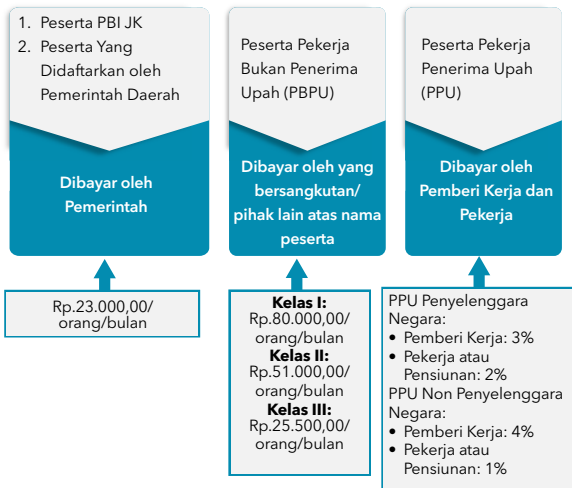 1. Peserta PBI JK
2. Peserta Yang
Didaftarkan oleh
Pemerintah Daerah
Dibayar oleh
Pemerintah
Rp.23.000,00/
orang/bulan
Peserta Pekerja
Bukan Penerima
Upah (PBPU)
Dibayar oleh yang
bersangkutan/
pihak lain atas nama
peserta
Kelas I:
Rp.80.000,00/
orang/bulan
Kelas II:
Rp.51.000,00/
orang/bulan
Kelas III:
Rp.25.500,00/
orang/bulan
Peserta Pekerja
Penerima Upah
(PPU)
Dibayar oleh
Pemberi Kerja dan
Pekerja
PPU Penyelenggara
Negara:
• Pemberi Kerja: 3%
• Pekerja atau
Pensiunan: 2%
PPU Non Penyelenggara
Negara:
• Pemberi Kerja: 4%
• Pekerja atau
Pensiunan: 1%